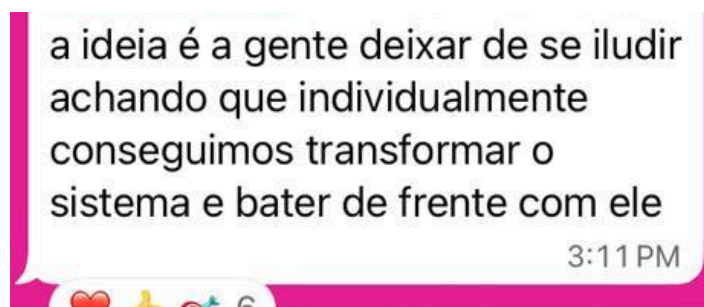 a ideia é a gente deixar de se iludir
achando que individualmente
conseguimos transformar o
sistema e bater de frente com ele
3:11 PM
6